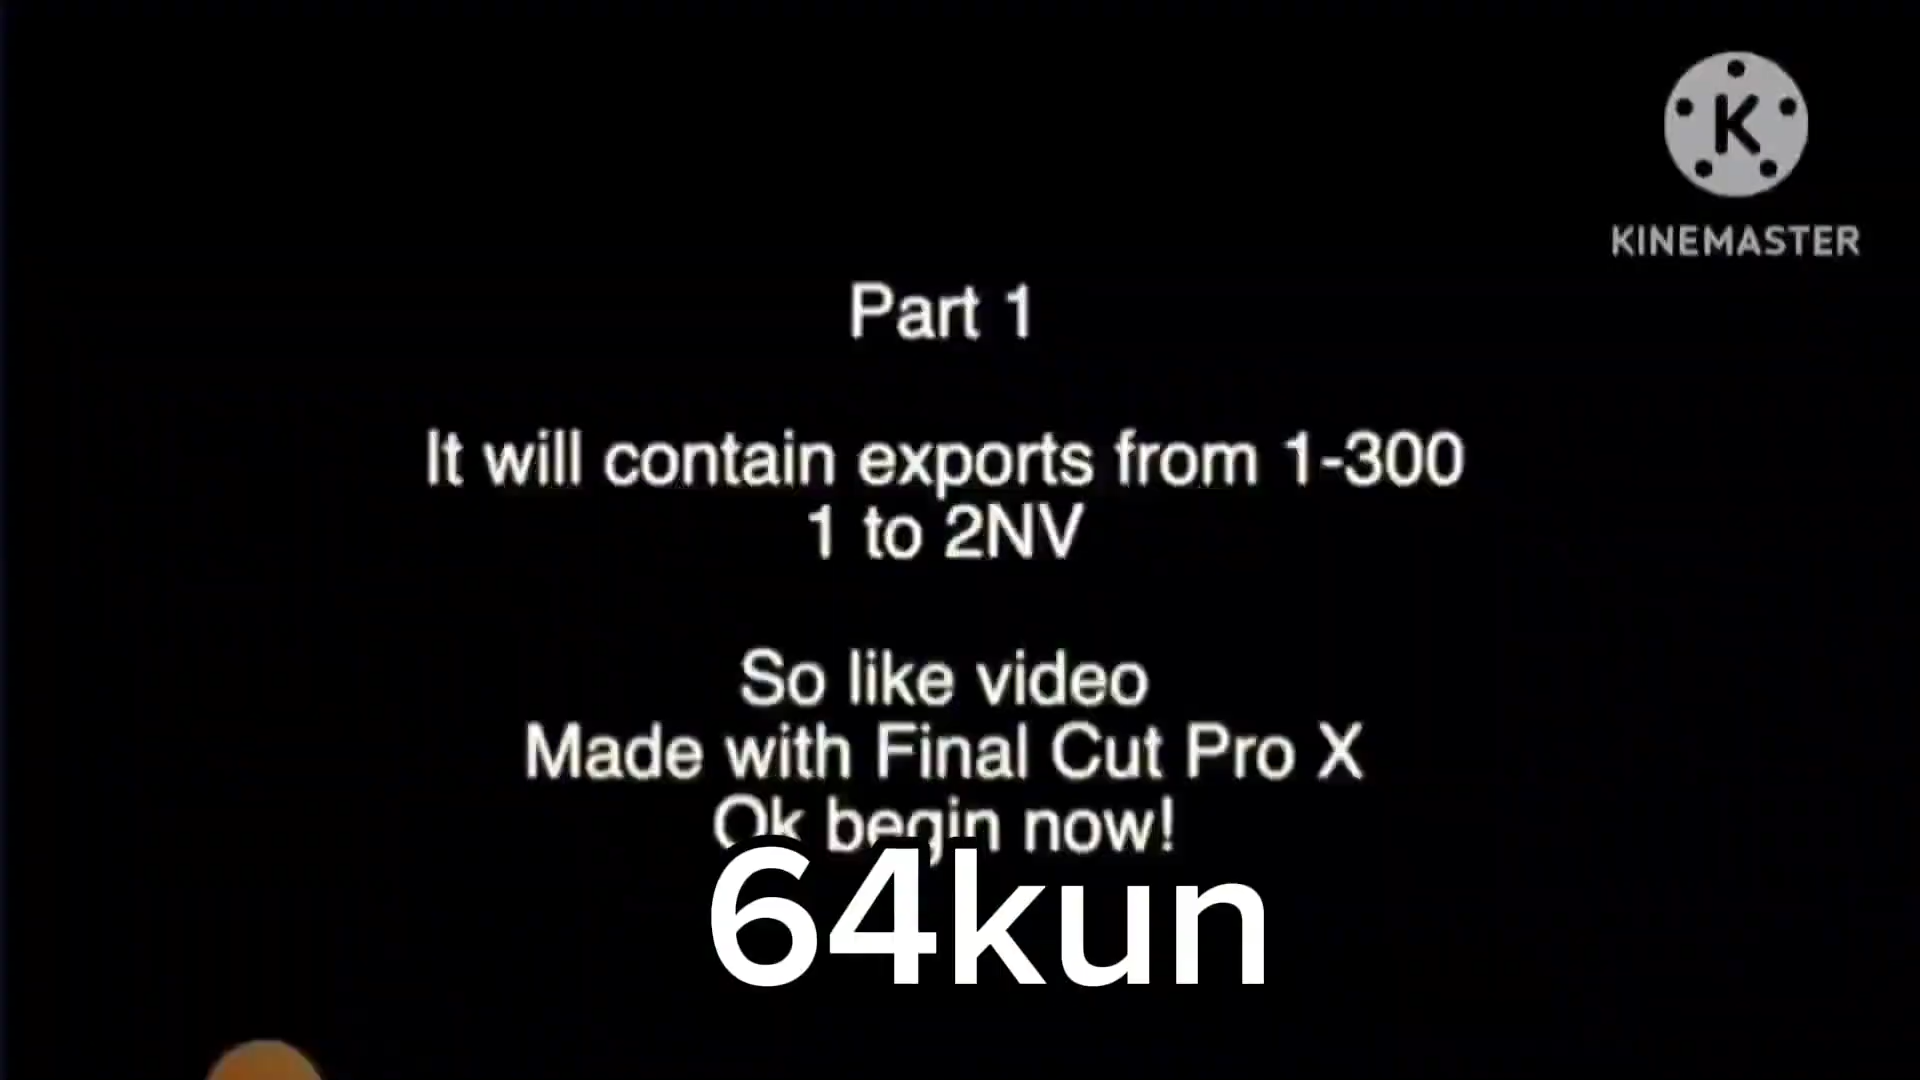 K
KINEMASTER
Part 1
It will contain exports from 1-300
1 to 2NV
So like video
Made with Final Cut Pro X
Ok begin now!
64kun